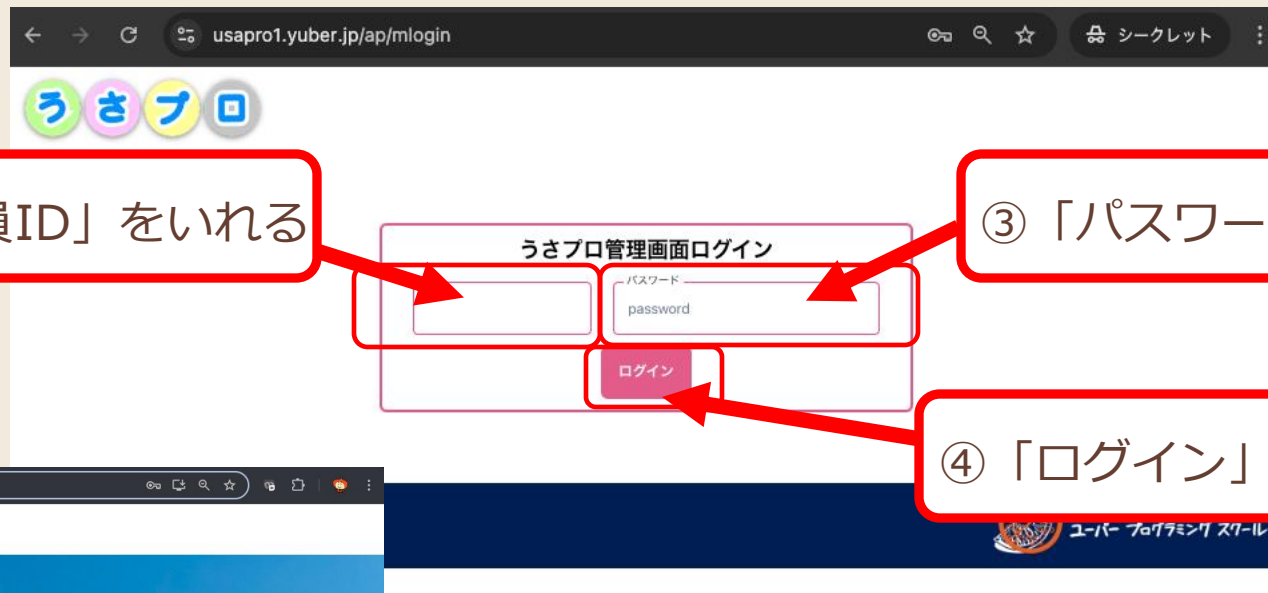 usapro1.yuber.jp/ap/mlogin
シークレット
うさプロ
員ID」をいれる
③「パスワー
うさプロ管理画面ログイン
パスワード
password
ログイン
④「ログイン」
ユーバー プログラミング スクール